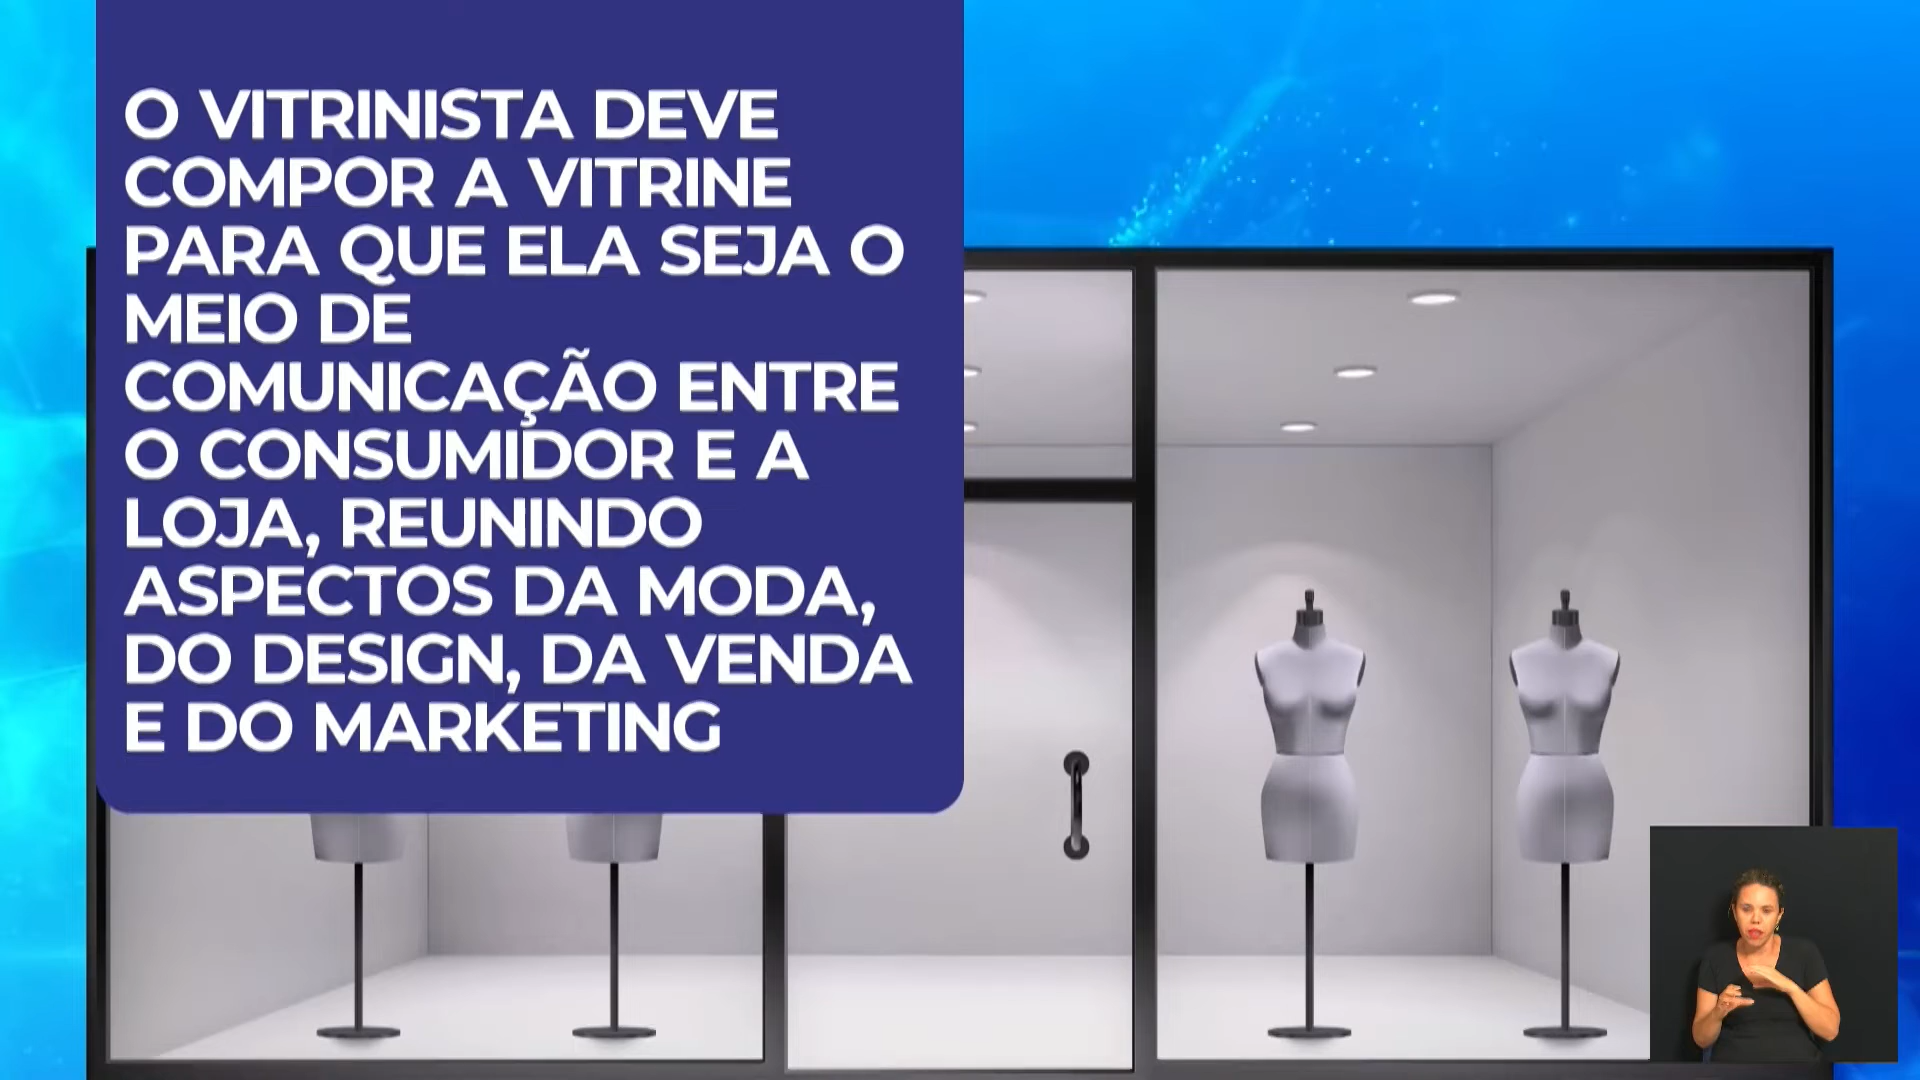 O VITRINISTA DEVE
COMPOR A VITRINE
PARA QUE ELA SEJA O
MEIO DE
COMUNICAÇÃO ENTRE
O CONSUMIDOR E A
LOJA, REUNINDO
ASPECTOS DA MODA,
DO DESIGN, DA VENDA
E DO MARKETING